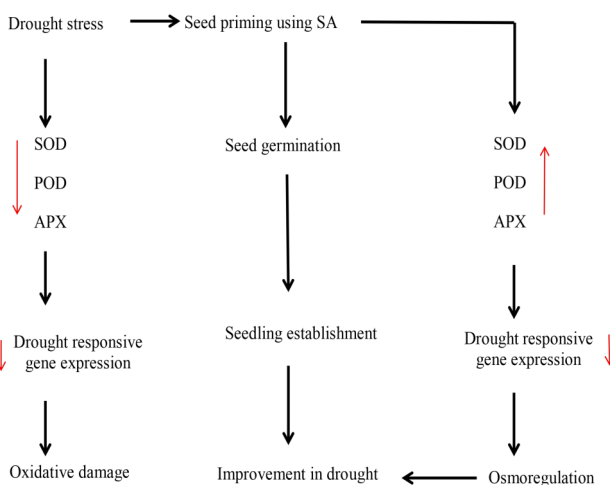 Drought stress
Seed priming using SA
SOD
POD
APX
Seed germination
SOD
POD
APX
Drought responsive
gene expression
Seedling establishment
Drought responsive
gene expression
Oxidative damage
Improvement in drought
Osmoregulation